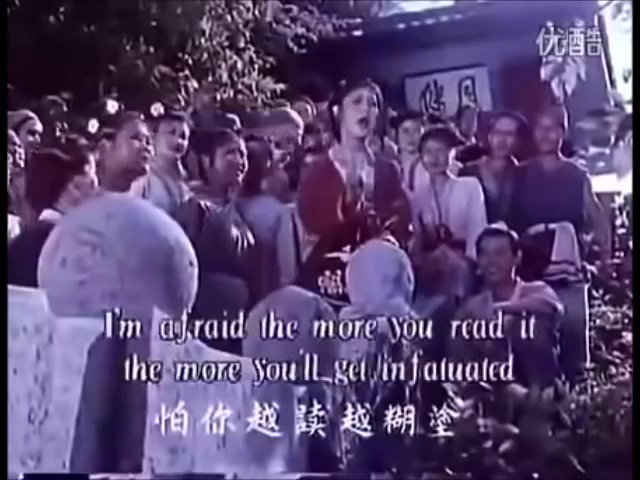 优酷
I'm afraid the more you read it
the more you'll get infatuated
怕你越讀越糊塗